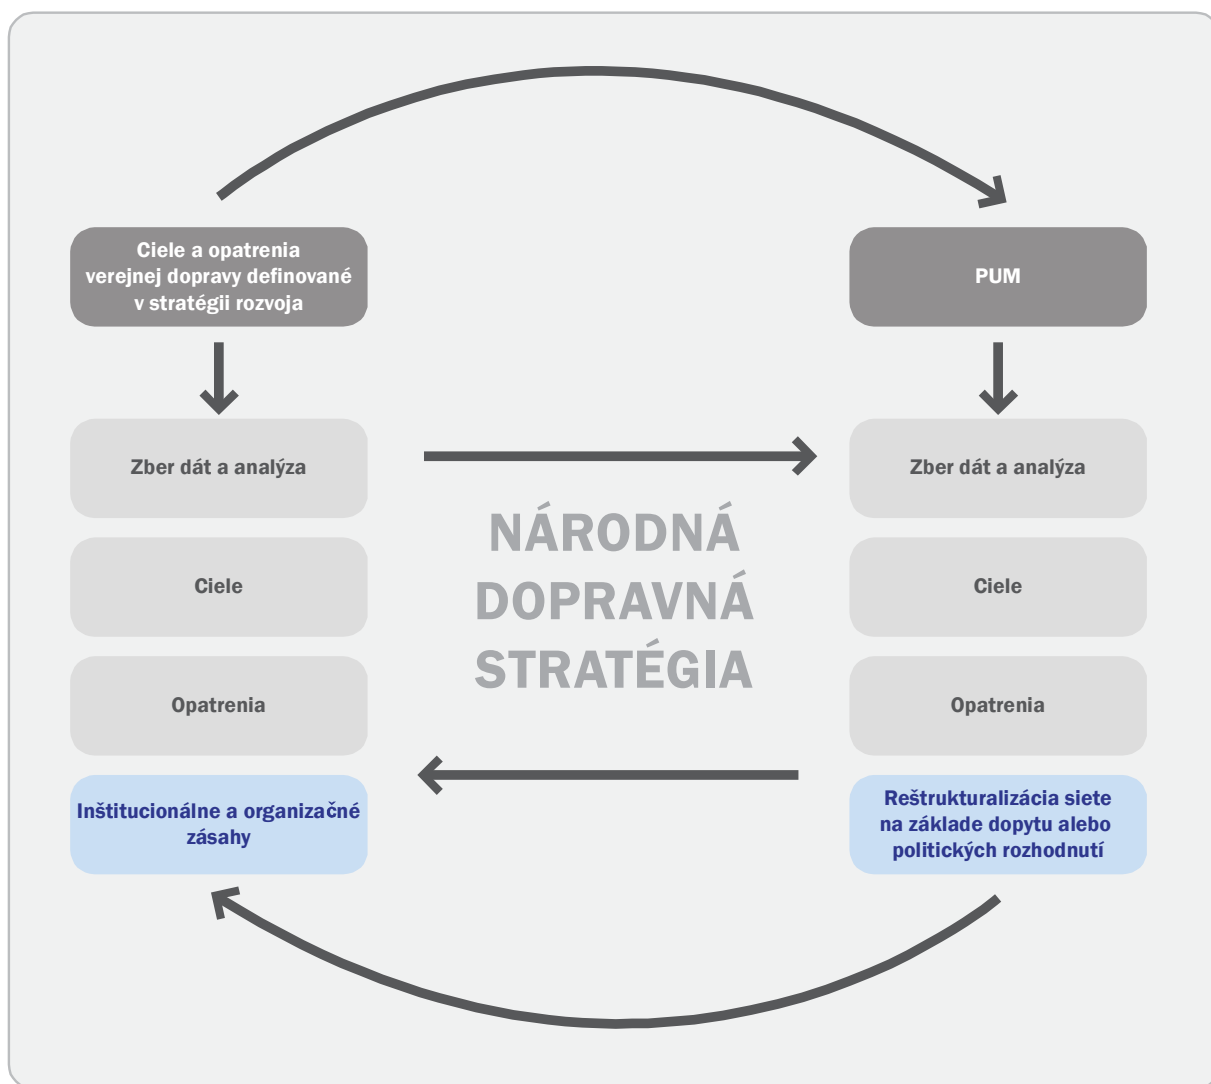 Ciele a opatrenia
verejnej dopravy definované
v stratégii rozvoja
PUM
Zber dát a analýza
Zber dát a analýza
NÁRODNÁ
DOPRAVNÁ
STRATÉGIA
Ciele
Ciele
Opatrenia
Opatrenia
Inštitucionálne a organizačné
zásahy
Reštrukturalizácia siete
na základe dopytu alebo
politických rozhodnutí